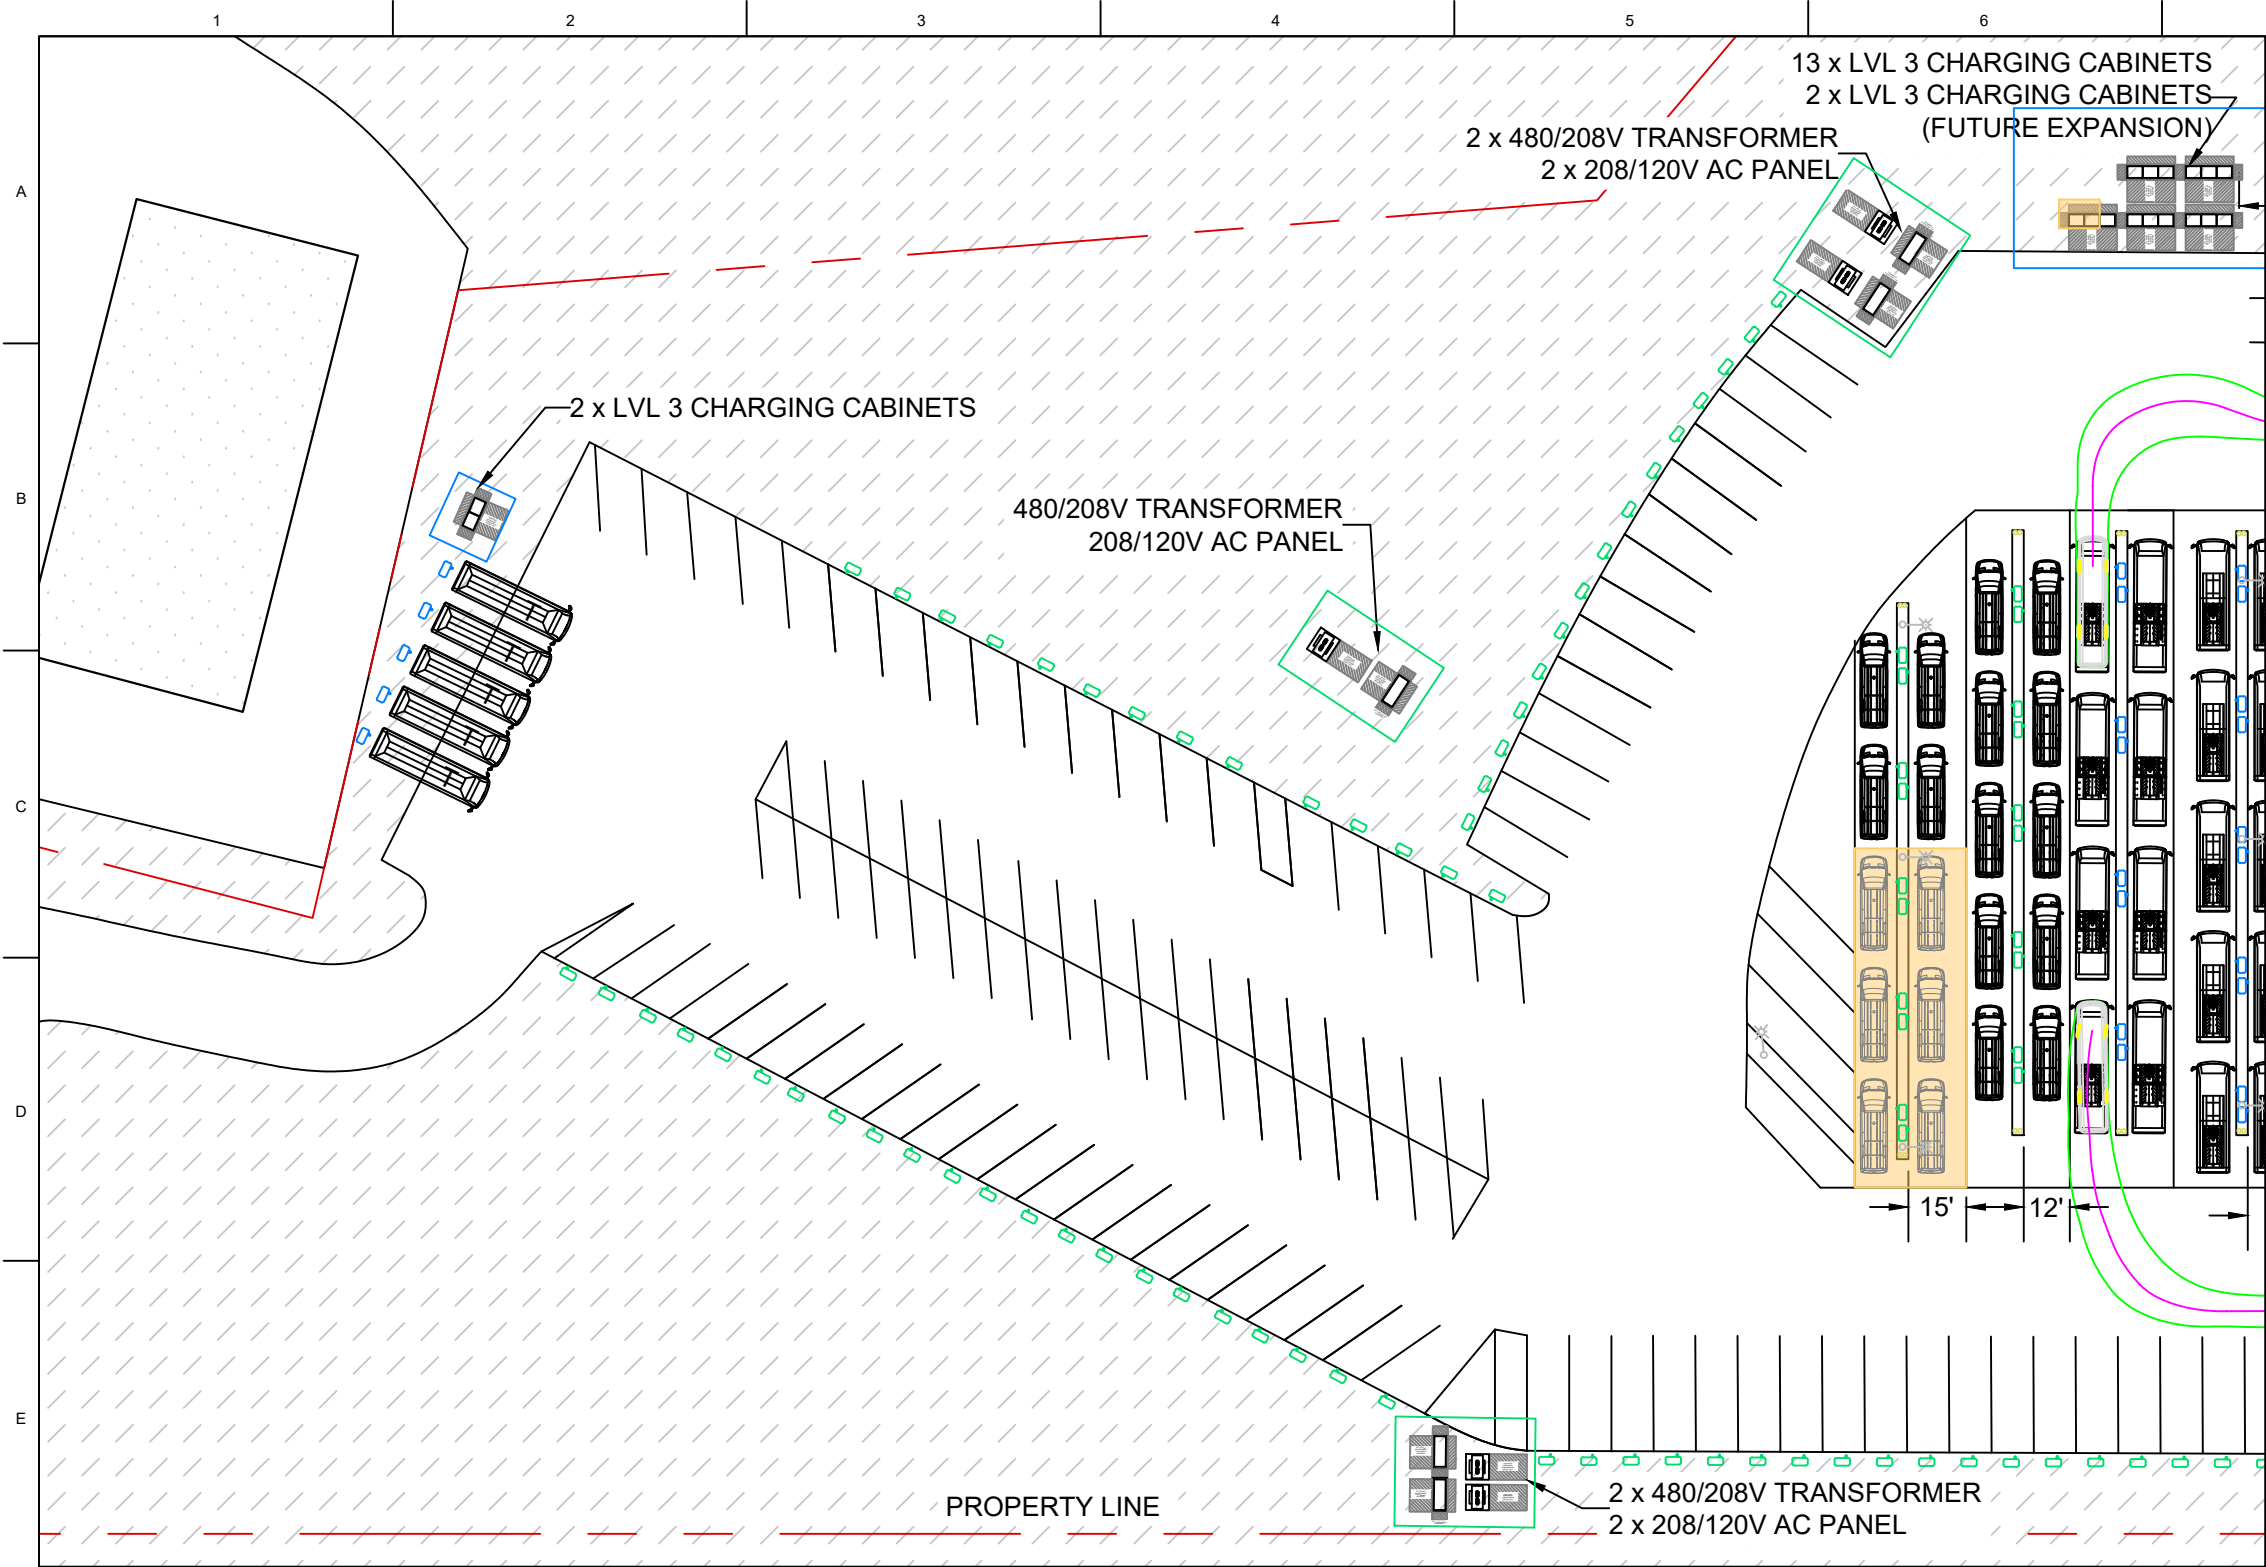 1 2 3 4 5 6
13 x LVL 3 CHARGING CABINETS
2 x LVL 3 CHARGING CABINETS
(FUTURE EXPANSION)
2 x 480/208V TRANSFORMER
2 x 208/120V AC PANEL
A
2 x LVL 3 CHARGING CABINETS
B
480/208V TRANSFORMER
208/120V AC PANEL
C
D
15' 12'
E
2 x 480/208V TRANSFORMER
2 x 208/120V AC PANEL
PROPERTY LINE